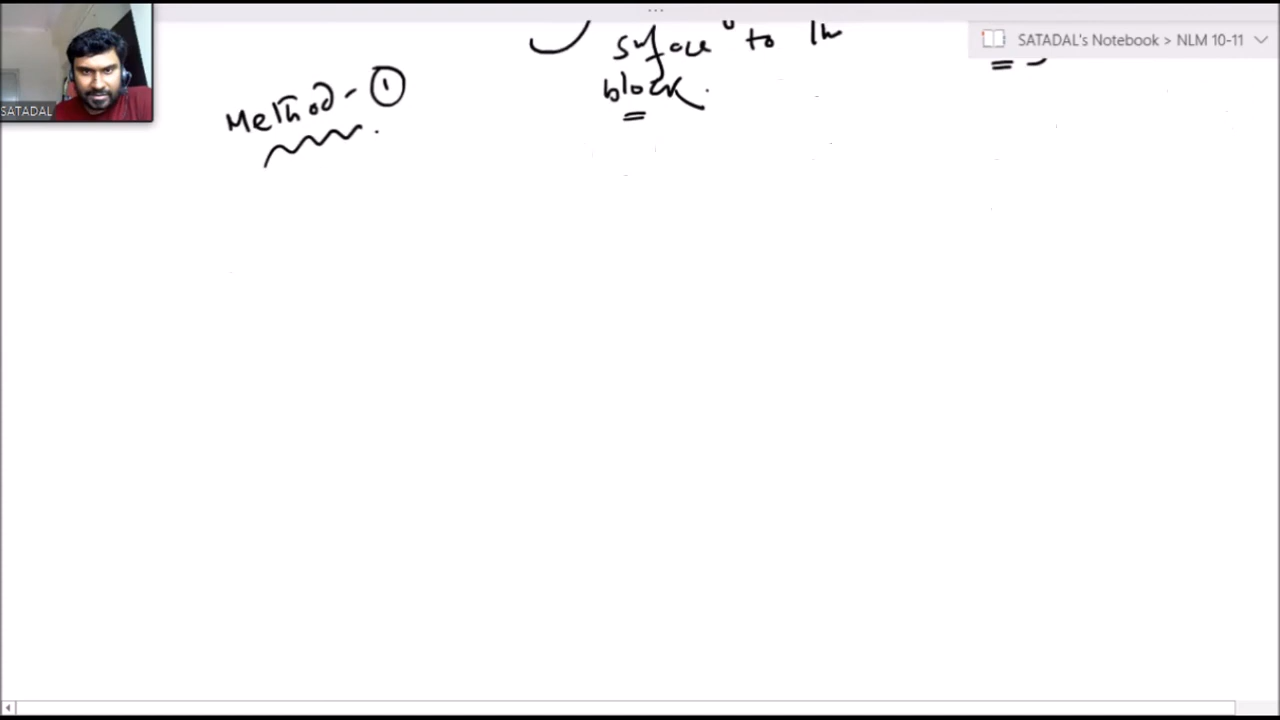 surface to the
block.
SATADAL's Notebook > NLM 10-11
SATADAL
Method - ①